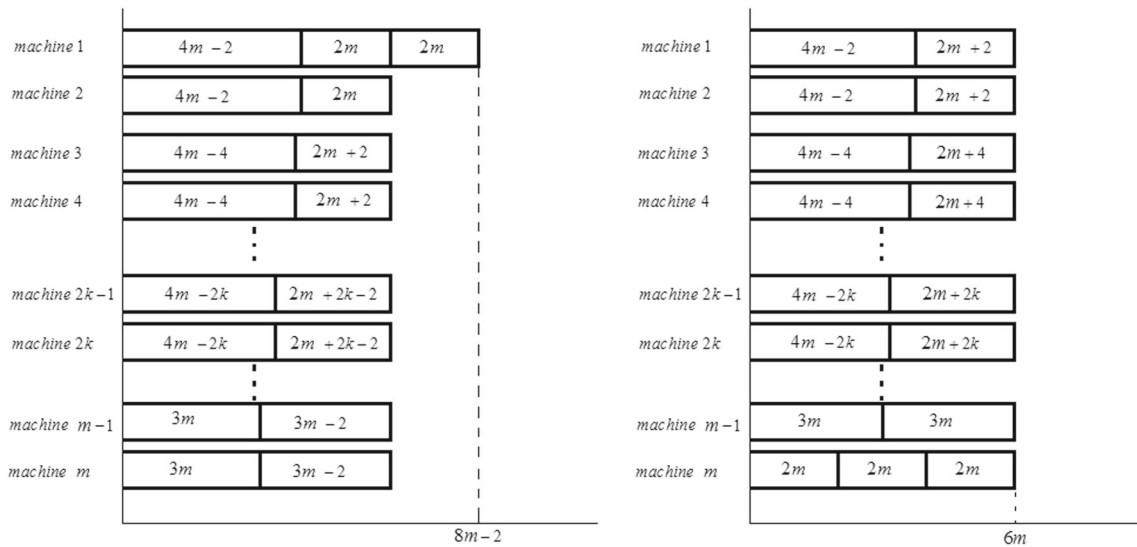 machine 1 4m − 2 2m 2m
machine 2 4m − 2 2m
machine 3 4m − 4 2m + 2
machine 4 4m − 4 2m + 2
machine 2k−1 4m − 2k 2m + 2k − 2
machine 2k 4m − 2k 2m + 2k − 2
machine m−1 3m 3m − 2
machine m 3m 3m − 2
8m − 2
machine 1 4m − 2 2m + 2
machine 2 4m − 2 2m + 2
machine 3 4m − 4 2m + 4
machine 4 4m − 4 2m + 4
machine 2k−1 4m − 2k 2m + 2k
machine 2k 4m − 2k 2m + 2k
machine m−1 3m 3m
machine m 2m 2m 2m
6m